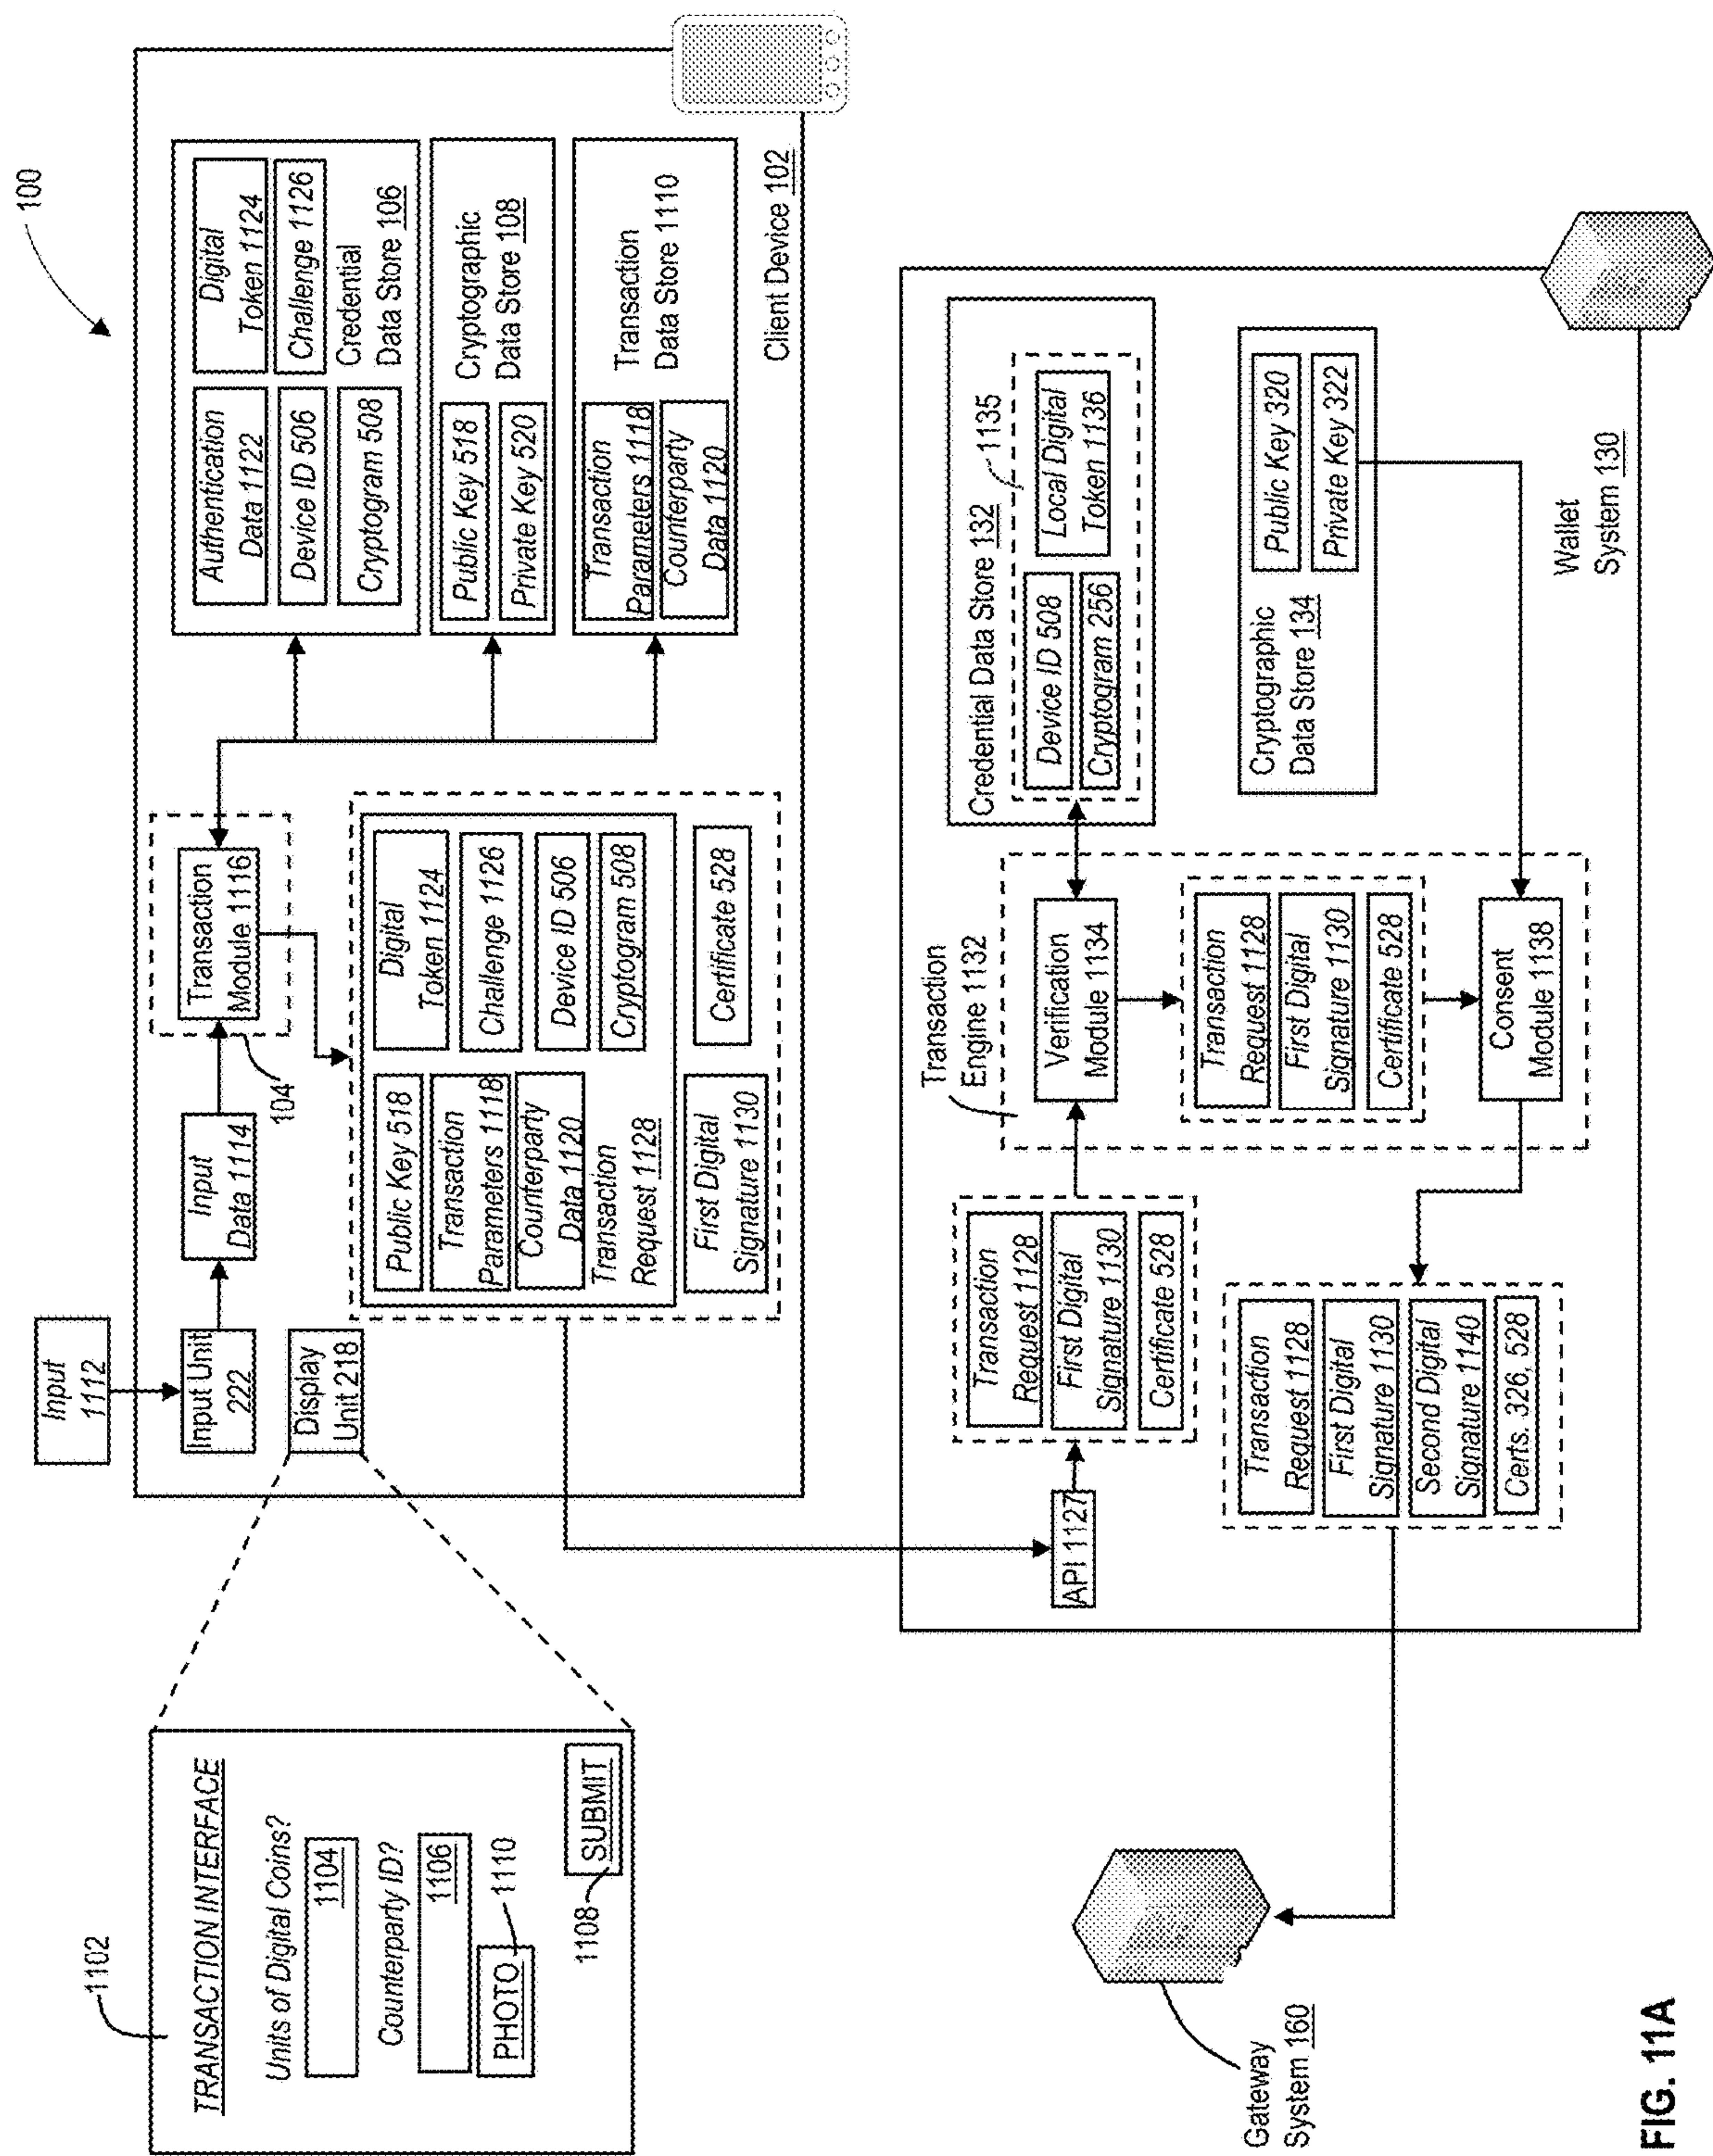 100
Input
1112
Input Unit
222
Input
Data 1114
Transaction
Module 1116
104
Display
Unit 218
Authentication
Data 1122
Digital
Token 1124
Device ID 506
Challenge 1126
Cryptogram 508
Credential
Data Store 106
Public Key 518
Private Key 520
Cryptographic
Data Store 108
Transaction
Parameters 1118
Counterparty
Data 1120
Transaction
Data Store 1110
Client Device 102
Public Key 518
Transaction
Parameters 1118
Counterparty
Data 1120
Transaction
Request 1128
Digital
Token 1124
Challenge 1126
Device ID 506
Cryptogram 508
First Digital
Signature 1130
Certificate 528
1102
TRANSACTION INTERFACE
Units of Digital Coins?
1104
Counterparty ID?
1106
PHOTO
1110
1108
SUBMIT
API 1127
Transaction
Request 1128
First Digital
Signature 1130
Certificate 528
Transaction
Engine 1132
Verification
Module 1134
Transaction
Request 1128
First Digital
Signature 1130
Certificate 528
Consent
Module 1138
Credential Data Store 132
1135
Device ID 508
Cryptogram 256
Local Digital
Token 1136
Cryptographic
Data Store 134
Public Key 320
Private Key 322
Wallet
System 130
Transaction
Request 1128
First Digital
Signature 1130
Second Digital
Signature 1140
Certs. 326, 528
Gateway
System 160
FIG. 11A